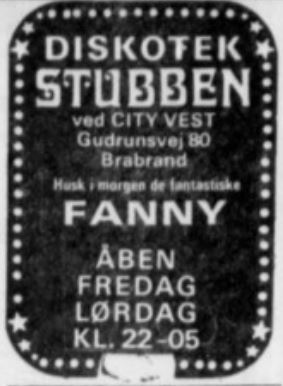 DISKOTEK
STUBBEN
ved CITY VEST
Gudrunsvej 80
Brabrand
Husk i morgen de fantastiske
FANNY
ÅBEN
FREDAG
LØRDAG
KL. 22-05